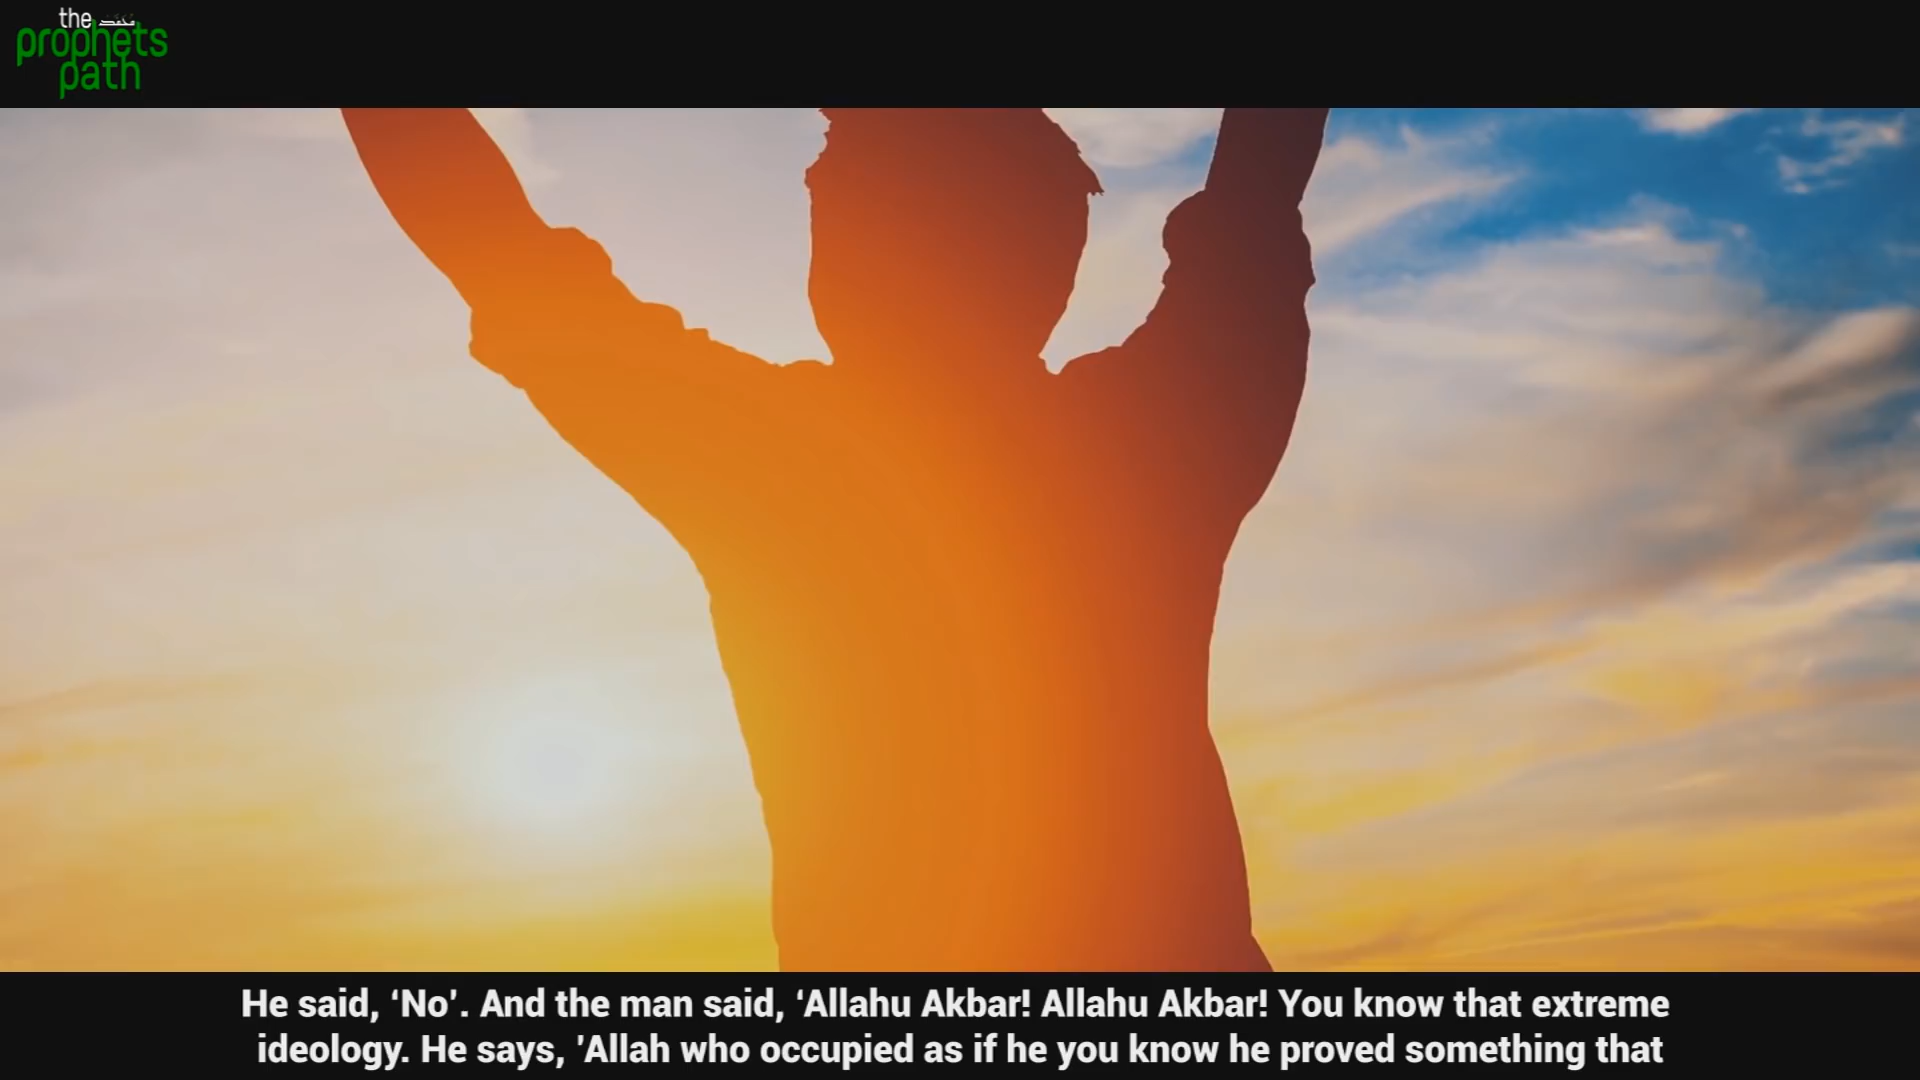 the
prophets
path
He said, ‘No’. And the man said, ‘Allahu Akbar! Allahu Akbar! You know that extreme
ideology. He says, 'Allah who occupied as if he you know he proved something that